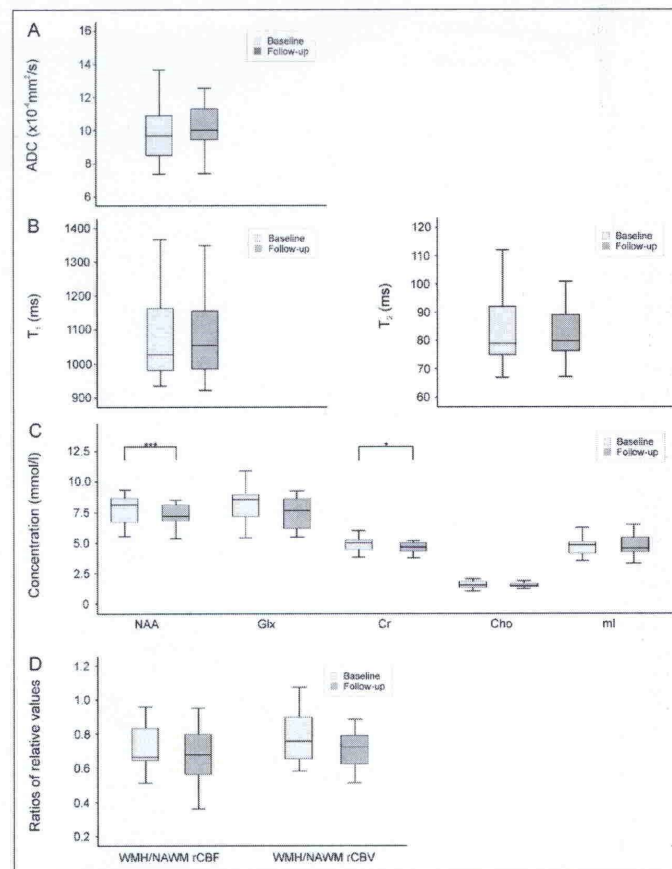 A
ADC (x10⁻⁴mm²/s)
16
14
12
10
8
6
Baseline
Follow-up
B
T₁ (ms)
1400
1300
1200
1100
1000
900
Baseline
Follow-up
T₂ (ms)
120
110
100
90
80
70
60
Baseline
Follow-up
C
Concentration (mmol/l)
12.5
10.0
7.5
5.0
2.5
0
***
*
Baseline
Follow-up
NAA Glx Cr Cho mI
D
Ratios of relative values
1.2
1.0
0.8
0.6
0.4
0.2
Baseline
Follow-up
WMH/NAWM rCBF WMH/NAWM rCBV